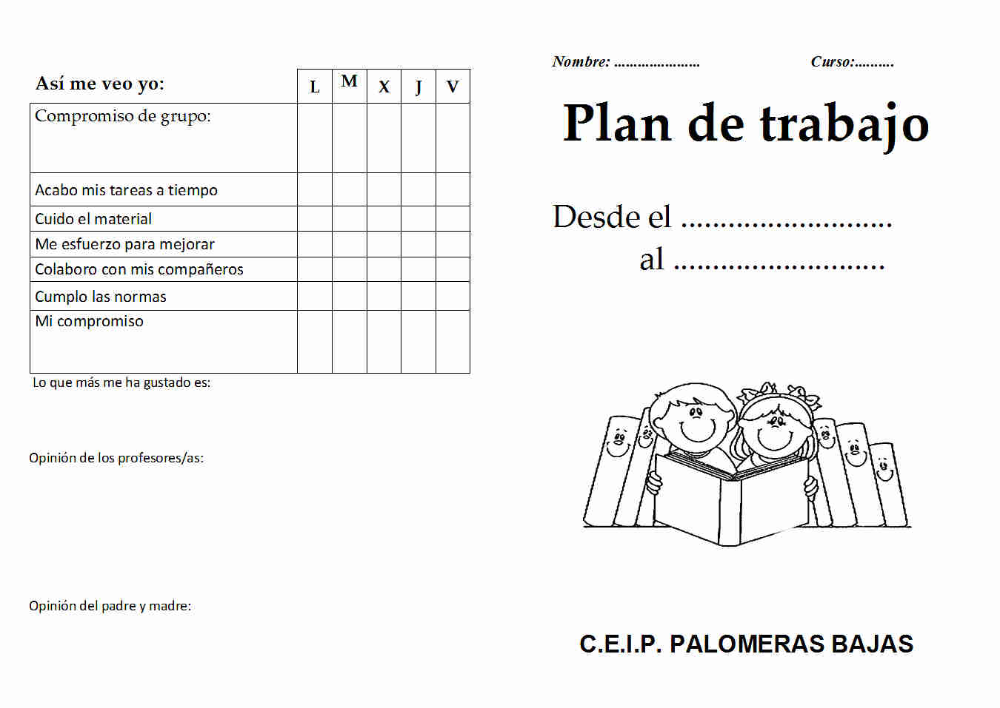 Así me veo yo:
L M X J V
Compromiso de grupo:
Acabo mis tareas a tiempo
Cuido el material
Me esfuerzo para mejorar
Colaboro con mis compañeros
Cumplo las normas
Mi compromiso
Lo que más me ha gustado es:
Opinión de los profesores/as:
Opinión del padre y madre:
Nombre: ...................... Curso:..........
Plan de trabajo
Desde el ...........................
al ...........................
C.E.I.P. PALOMERAS BAJAS